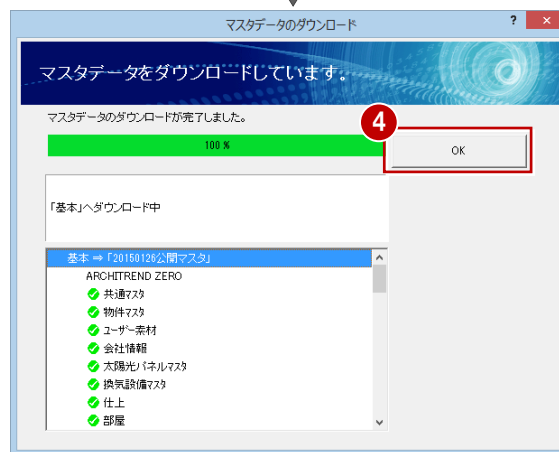 マスタデータのダウンロード
?
×
マスタデータをダウンロードしています。
マスタデータのダウンロードが完了しました。
100 %
4
OK
「基本」へダウンロード中
基本 ⇒ 「20150126公開マスタ」
ARCHITREND ZERO
共通マスタ
物件マスタ
ユーザー素材
会社情報
太陽光パネルマスタ
換気設備マスタ
仕上
部屋